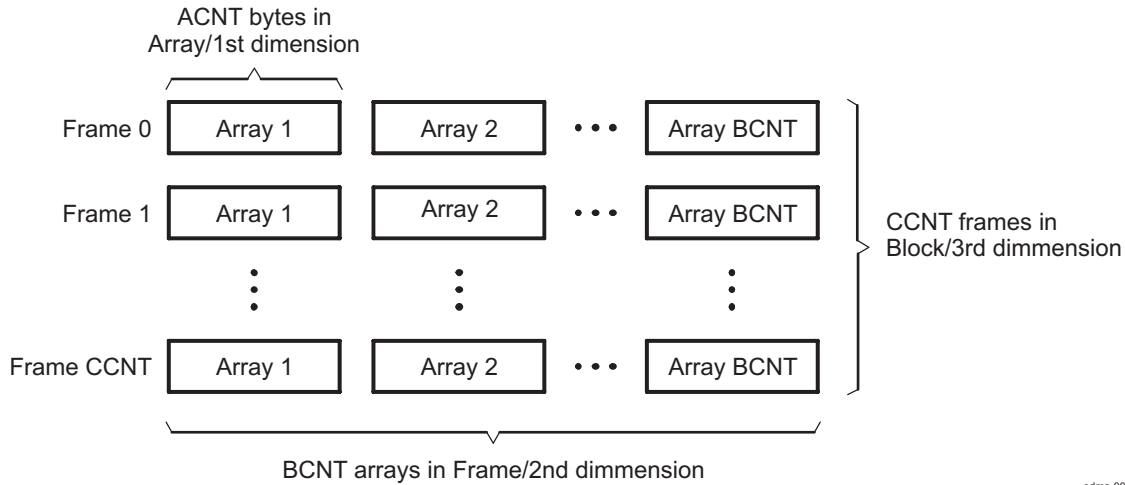 ACNT bytes in
Array/1st dimension
Frame 0 Array 1 Array 2 Array BCNT
Frame 1 Array 1 Array 2 Array BCNT
CCNT frames in
Block/3rd dimmension
Frame CCNT Array 1 Array 2 Array BCNT
BCNT arrays in Frame/2nd dimmension